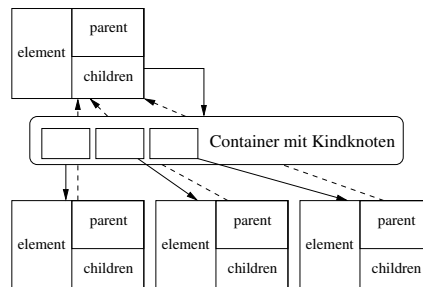 parent
element
children
Container mit Kindknoten
parent parent parent
element element element
children children children